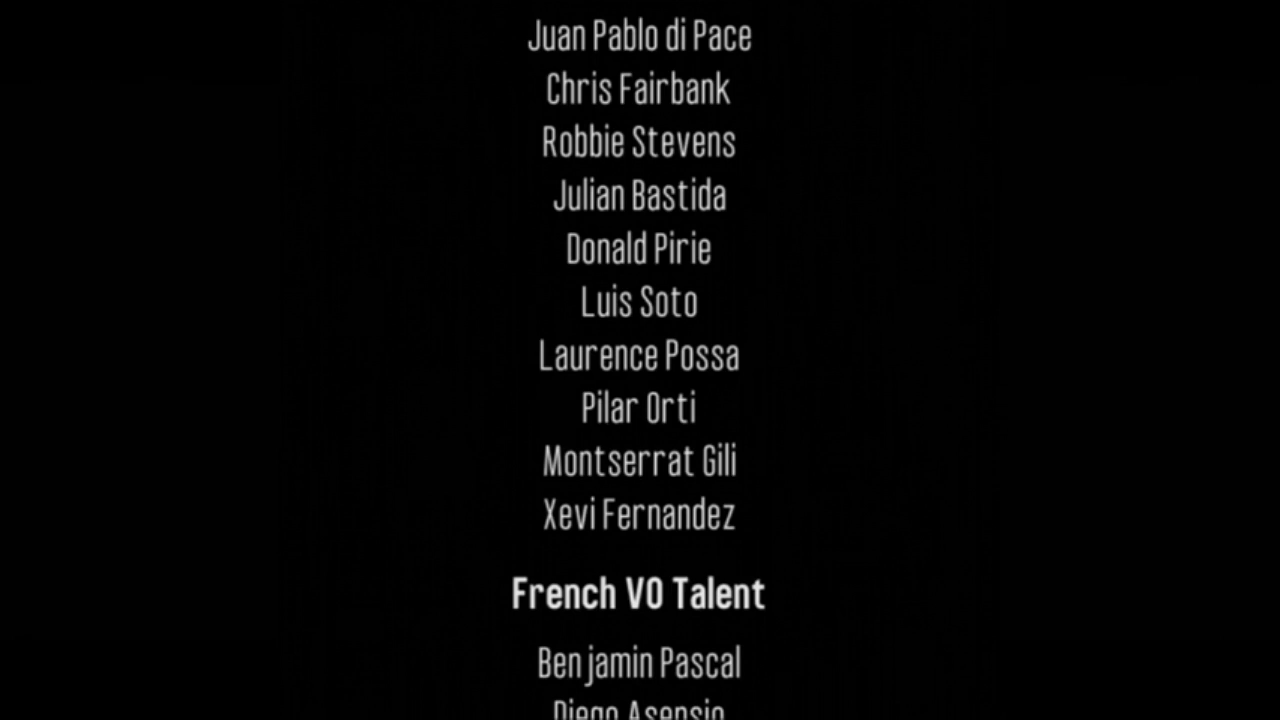 Juan Pablo di Pace
Chris Fairbank
Robbie Stevens
Julian Bastida
Donald Pirie
Luis Soto
Laurence Possa
Pilar Orti
Montserrat Gili
Xevi Fernandez
French VO Talent
Benjamin Pascal
Diego Asensio